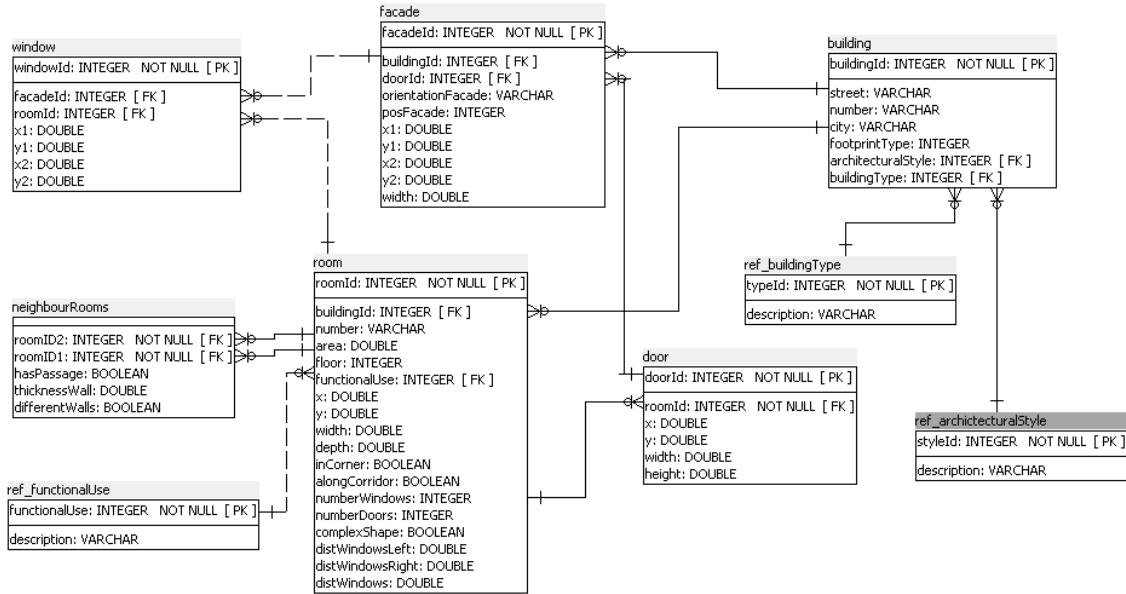 window
windowId: INTEGER NOT NULL [ PK ]
facadeId: INTEGER [ FK ]
roomId: INTEGER [ FK ]
x1: DOUBLE
y1: DOUBLE
x2: DOUBLE
y2: DOUBLE
facade
facadeId: INTEGER NOT NULL [ PK ]
buildingId: INTEGER [ FK ]
doorId: INTEGER [ FK ]
orientationFacade: VARCHAR
posFacade: INTEGER
x1: DOUBLE
y1: DOUBLE
x2: DOUBLE
y2: DOUBLE
width: DOUBLE
building
buildingId: INTEGER NOT NULL [ PK ]
street: VARCHAR
number: VARCHAR
city: VARCHAR
footprintType: INTEGER
architecturalStyle: INTEGER [ FK ]
buildingType: INTEGER [ FK ]
neighbourRooms
roomID2: INTEGER NOT NULL [ FK ]
roomID1: INTEGER NOT NULL [ FK ]
hasPassage: BOOLEAN
thicknessWall: DOUBLE
differentWalls: BOOLEAN
room
roomId: INTEGER NOT NULL [ PK ]
buildingId: INTEGER [ FK ]
number: VARCHAR
area: DOUBLE
floor: INTEGER
functionalUse: INTEGER [ FK ]
x: DOUBLE
y: DOUBLE
width: DOUBLE
depth: DOUBLE
inCorner: BOOLEAN
alongCorridor: BOOLEAN
numberWindows: INTEGER
numberDoors: INTEGER
complexShape: BOOLEAN
distWindowsLeft: DOUBLE
distWindowsRight: DOUBLE
distWindows: DOUBLE
ref_buildingType
typeId: INTEGER NOT NULL [ PK ]
description: VARCHAR
door
doorId: INTEGER NOT NULL [ PK ]
roomId: INTEGER NOT NULL [ FK ]
x: DOUBLE
y: DOUBLE
width: DOUBLE
height: DOUBLE
ref_archictecturalStyle
styleId: INTEGER NOT NULL [ PK ]
description: VARCHAR
ref_functionalUse
functionalUse: INTEGER NOT NULL [ PK ]
description: VARCHAR